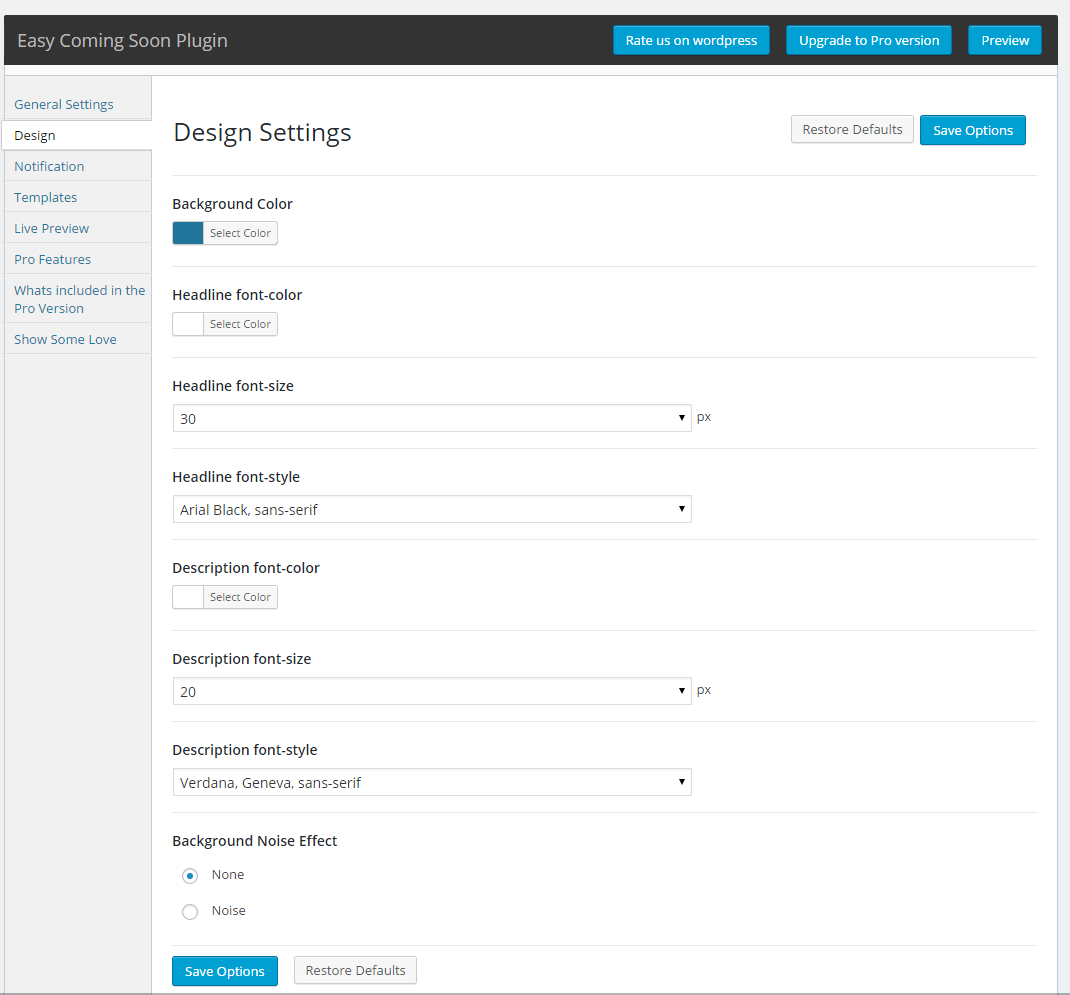 Easy Coming Soon Plugin
Rate us on wordpress
Upgrade to Pro version
Preview
General Settings
Design
Notification
Templates
Live Preview
Pro Features
Whats included in the
Pro Version
Show Some Love
Design Settings
Restore Defaults
Save Options
Background Color
Select Color
Headline font-color
Select Color
Headline font-size
30
px
Headline font-style
Arial Black, sans-serif
Description font-color
Select Color
Description font-size
20
px
Description font-style
Verdana, Geneva, sans-serif
Background Noise Effect
None
Noise
Save Options
Restore Defaults